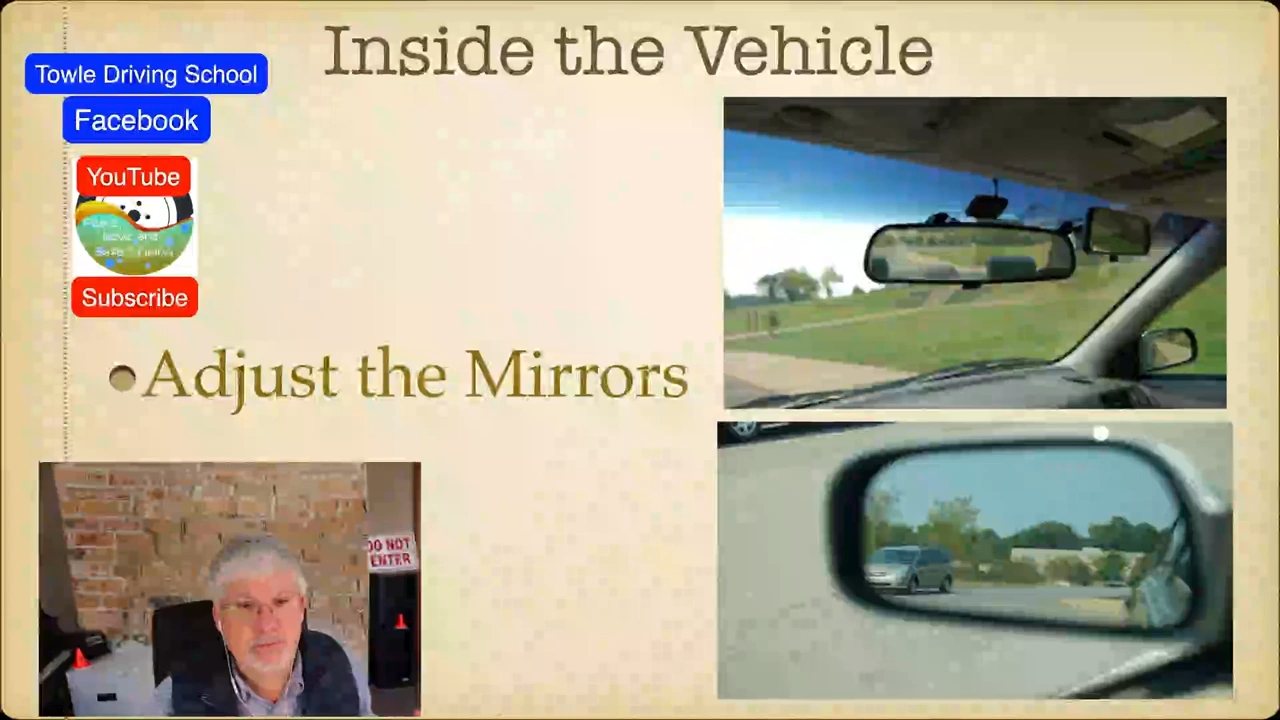 Inside the Vehicle
Towle Driving School
Facebook
YouTube
Subscribe
Adjust the Mirrors
DO NOT
ENTER